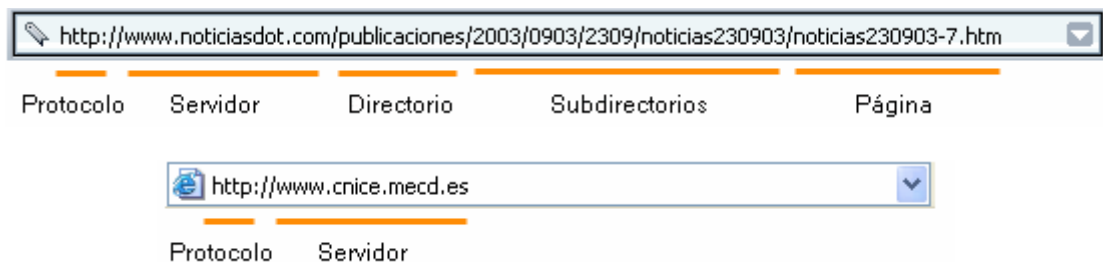 http://www.noticiasdot.com/publicaciones/2003/0903/2309/noticias230903/noticias230903-7.htm
Protocolo Servidor Directorio Subdirectorios Página
http://www.cnice.mecd.es
Protocolo Servidor